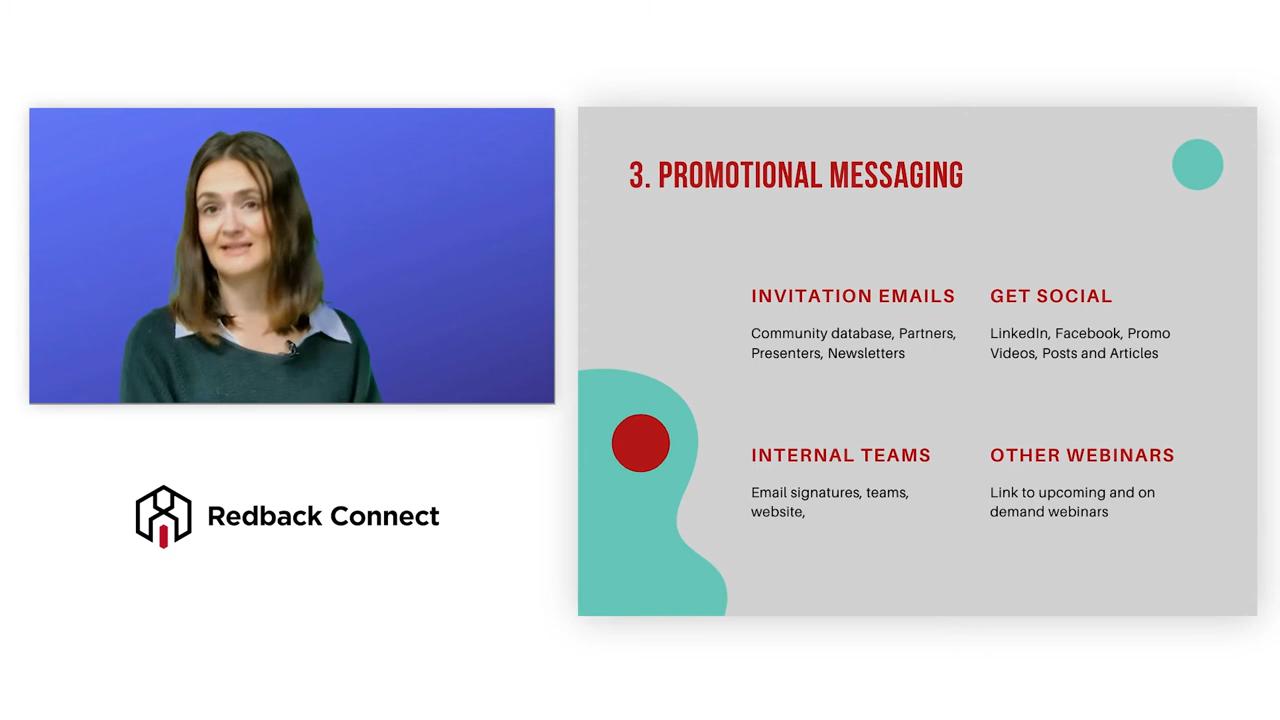 Redback Connect
3. PROMOTIONAL MESSAGING
INVITATION EMAILS
Community database, Partners,
Presenters, Newsletters
GET SOCIAL
LinkedIn, Facebook, Promo
Videos, Posts and Articles
INTERNAL TEAMS
Email signatures, teams,
website,
OTHER WEBINARS
Link to upcoming and on
demand webinars